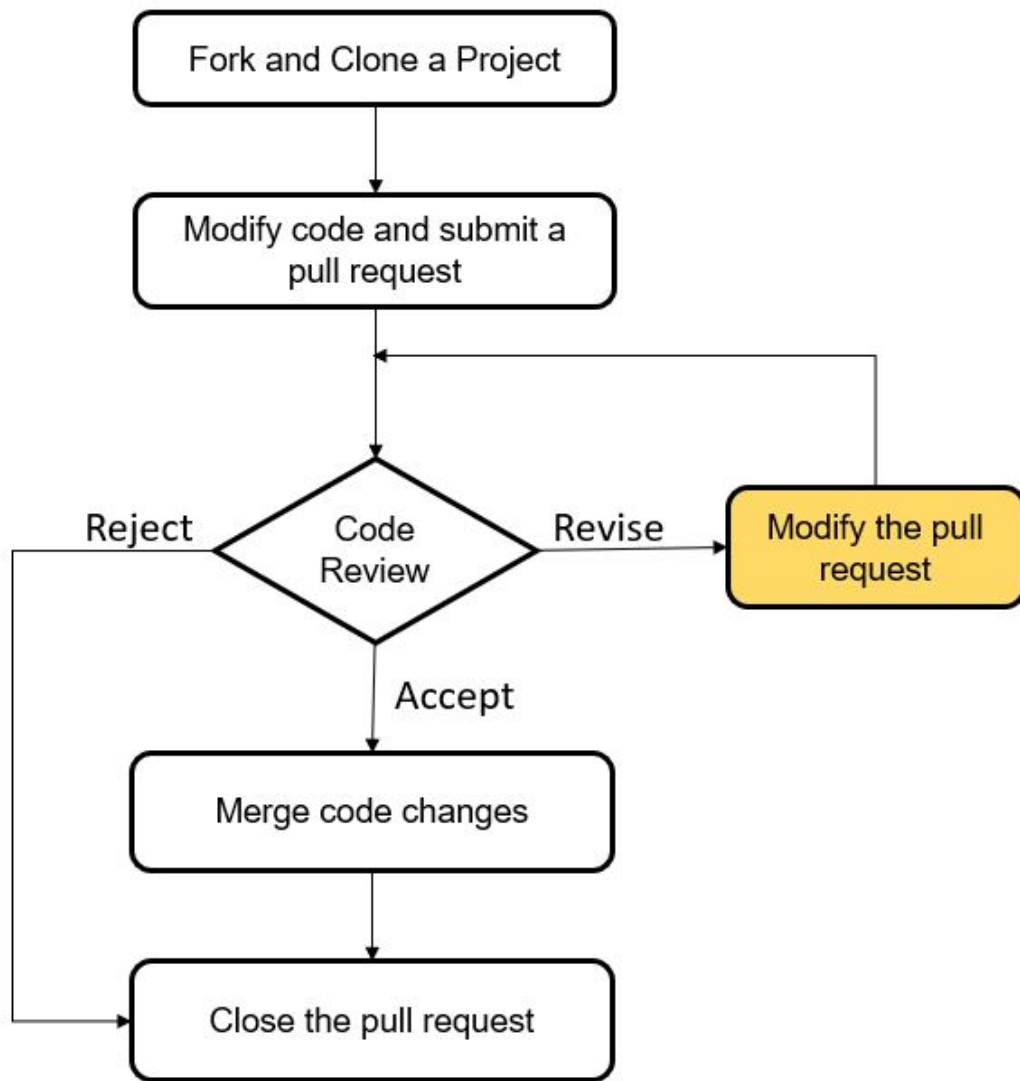 Fork and Clone a Project
Modify code and submit a
pull request
Reject
Code
Review
Revise
Modify the pull
request
Accept
Merge code changes
Close the pull request